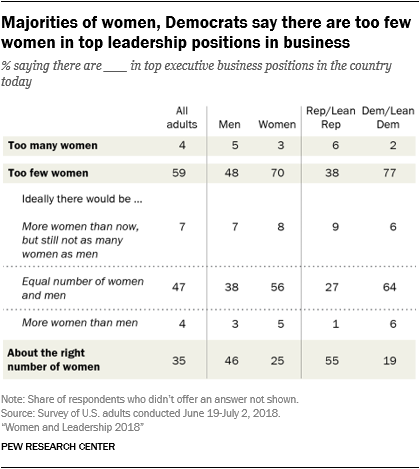 Majorities of women, Democrats say there are too few
women in top leadership positions in business
% saying there are ___ in top executive business positions in the country
today
All
adults
Men
Women
Rep/Lean
Rep
Dem/Lean
Dem
Too many women 4 5 3 6 2
Too few women 59 48 70 38 77
Ideally there would be ...
More women than now,
but still not as many
women as men
7 7 8 9 6
Equal number of women
and men
47 38 56 27 64
More women than men 4 3 5 1 6
About the right
number of women
35 46 25 55 19
Note: Share of respondents who didn't offer an answer not shown.
Source: Survey of U.S. adults conducted June 19-July 2, 2018.
"Women and Leadership 2018"
PEW RESEARCH CENTER